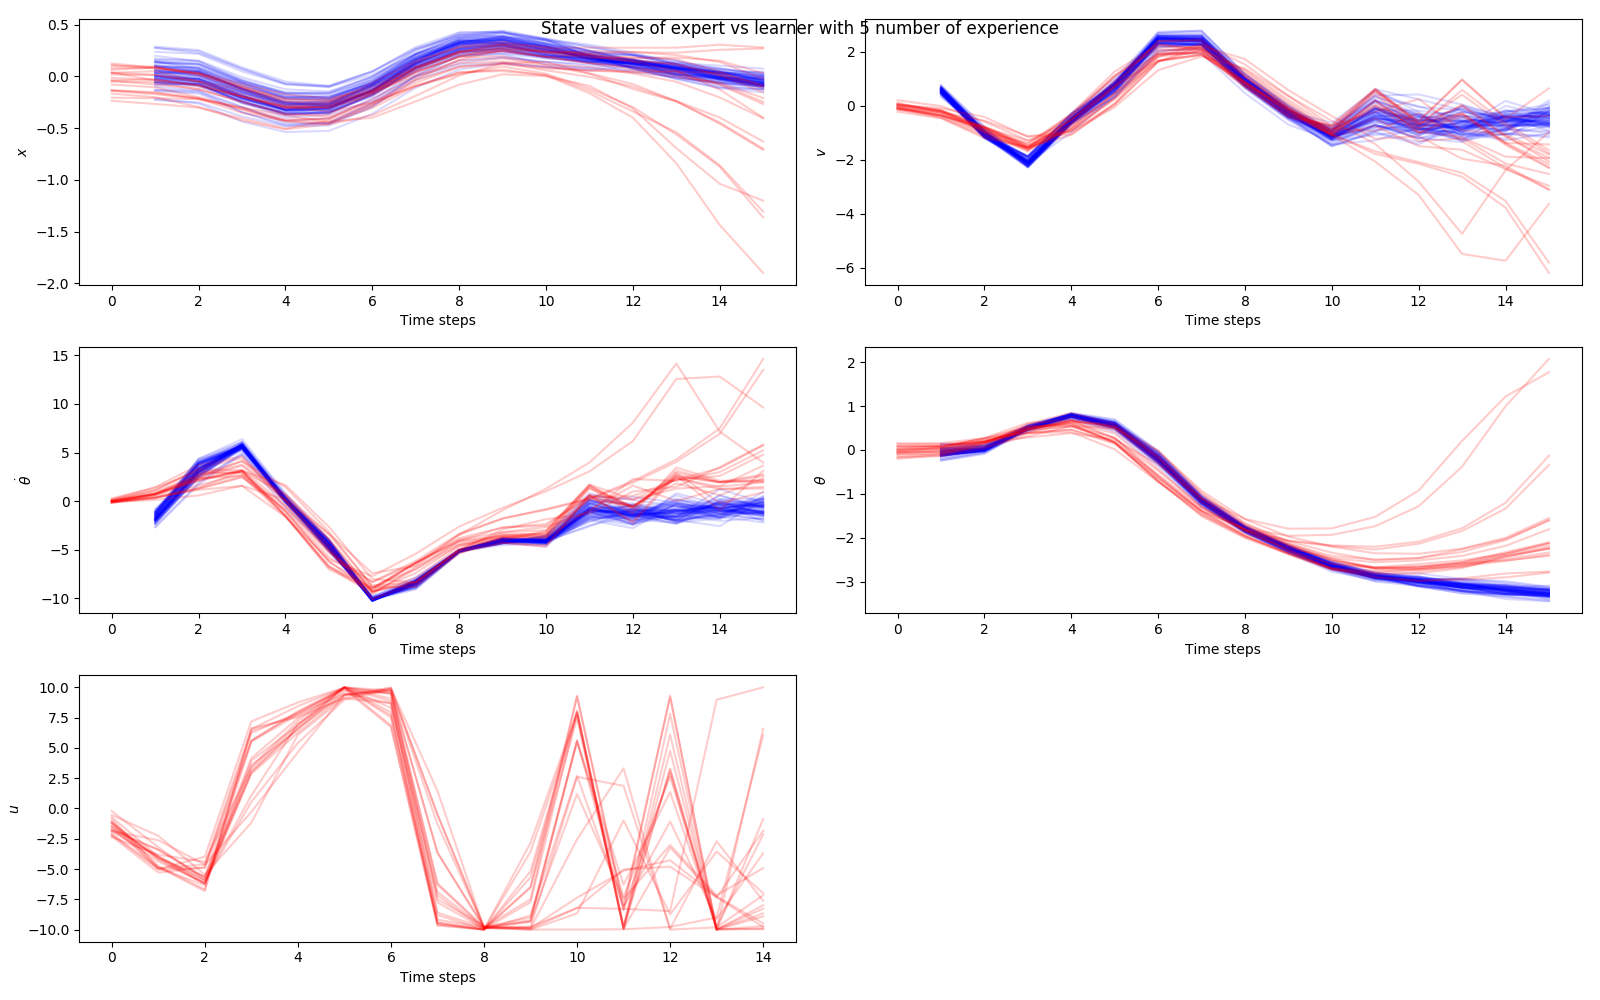 State values of expert vs learner with 5 number of experience
0.5
0.0
−0.5
−1.0
−1.5
−2.0
x
0 2 4 6 8 10 12 14
Time steps
2
0
−2
−4
−6
v
0 2 4 6 8 10 12 14
Time steps
15
10
5
0
−5
−10
θ̇
0 2 4 6 8 10 12 14
Time steps
2
1
0
−1
−2
−3
θ
0 2 4 6 8 10 12 14
Time steps
10.0
7.5
5.0
2.5
0.0
−2.5
−5.0
−7.5
−10.0
u
0 2 4 6 8 10 12 14
Time steps